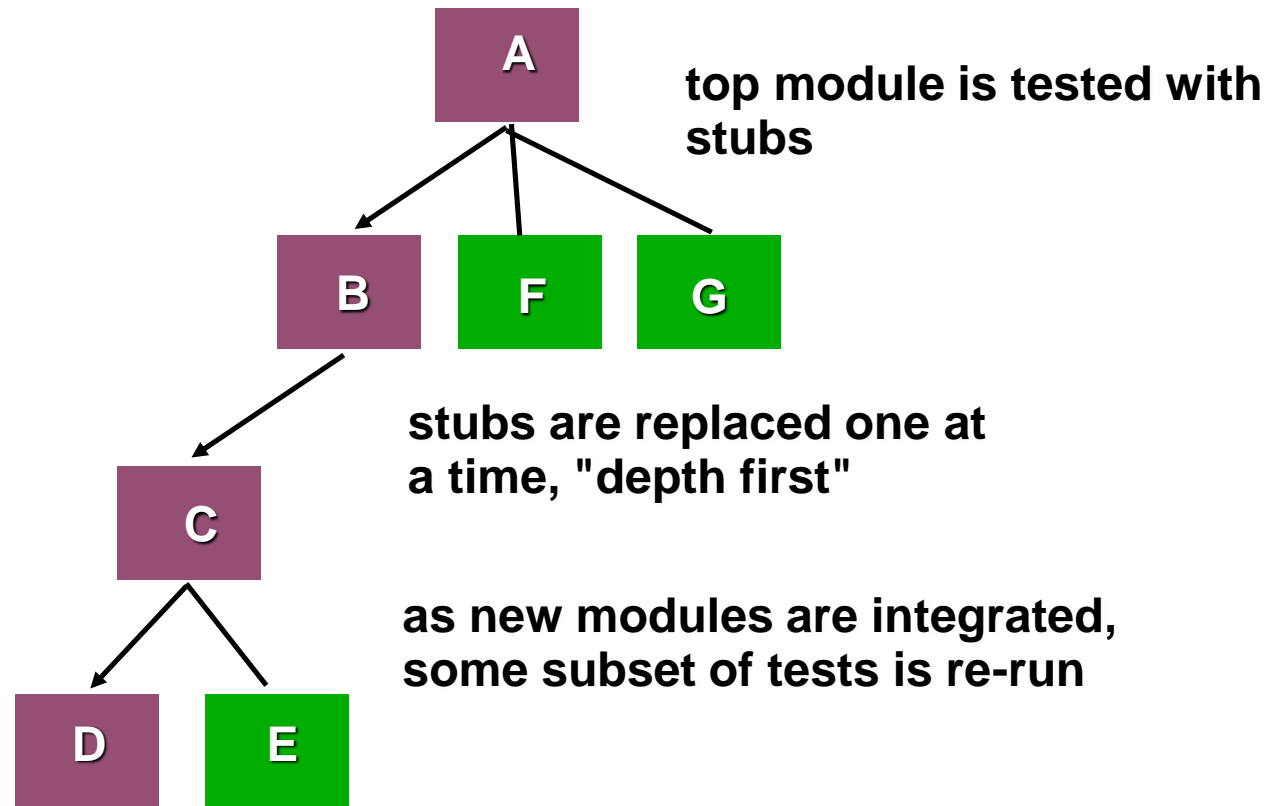 A
top module is tested with
stubs
B
F
G
stubs are replaced one at
a time, "depth first"
C
as new modules are integrated,
some subset of tests is re-run
D
E